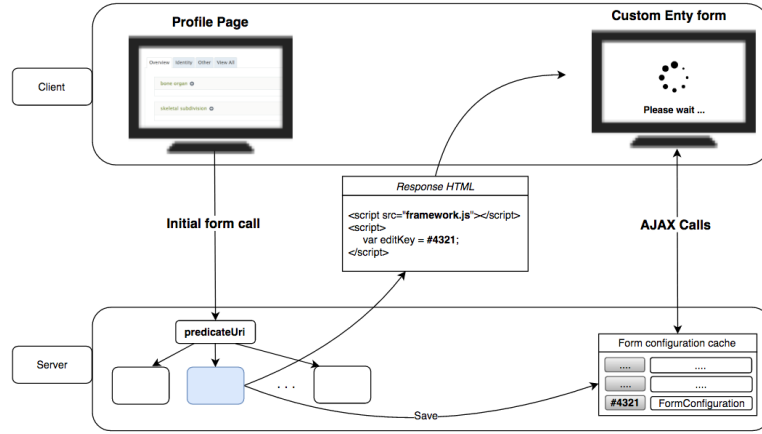 Profile Page
Custom Enty form
Client
Overview Identity Other View All
bone organ
skeletal subdivision
Please wait ...
Response HTML
<script src="framework.js"></script>
<script>
var editKey = #4321;
</script>
Initial form call
AJAX Calls
Server
predicateUri
. . .
Form configuration cache
.... ....
.... ....
#4321 FormConfiguration
Save